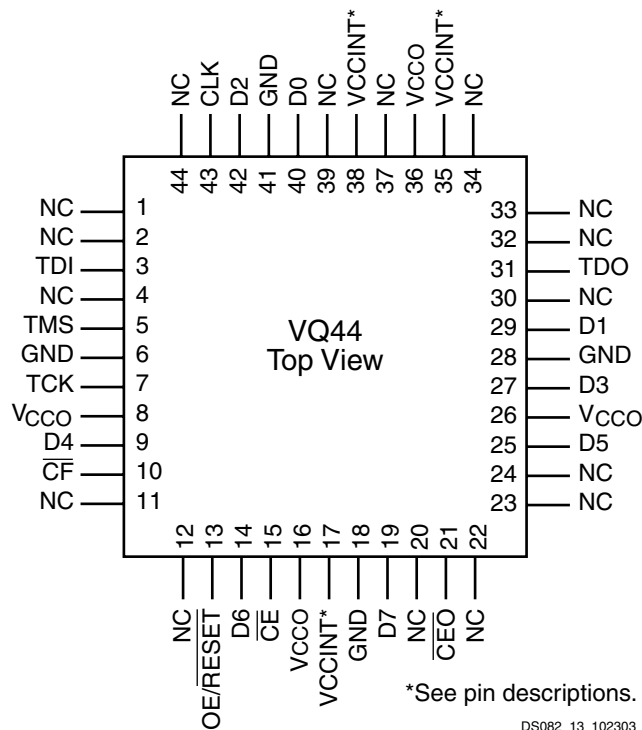 NC
CLK
D2
GND
D0
NC
VCCINT*
NC
VCCO
VCCINT*
NC
44
43
42
41
40
39
38
37
36
35
34
NC 1
NC 2
TDI 3
NC 4
TMS 5
GND 6
TCK 7
VCCO 8
D4 9
CF 10
NC 11
33 NC
32 NC
31 TDO
30 NC
29 D1
28 GND
27 D3
26 VCCO
25 D5
24 NC
23 NC
VQ44
Top View
12
13
14
15
16
17
18
19
20
21
22
NC
OE/RESET
D6
CE
VCCO
VCCINT*
GND
D7
NC
CEO
NC
*See pin descriptions.
DS082_13_102303